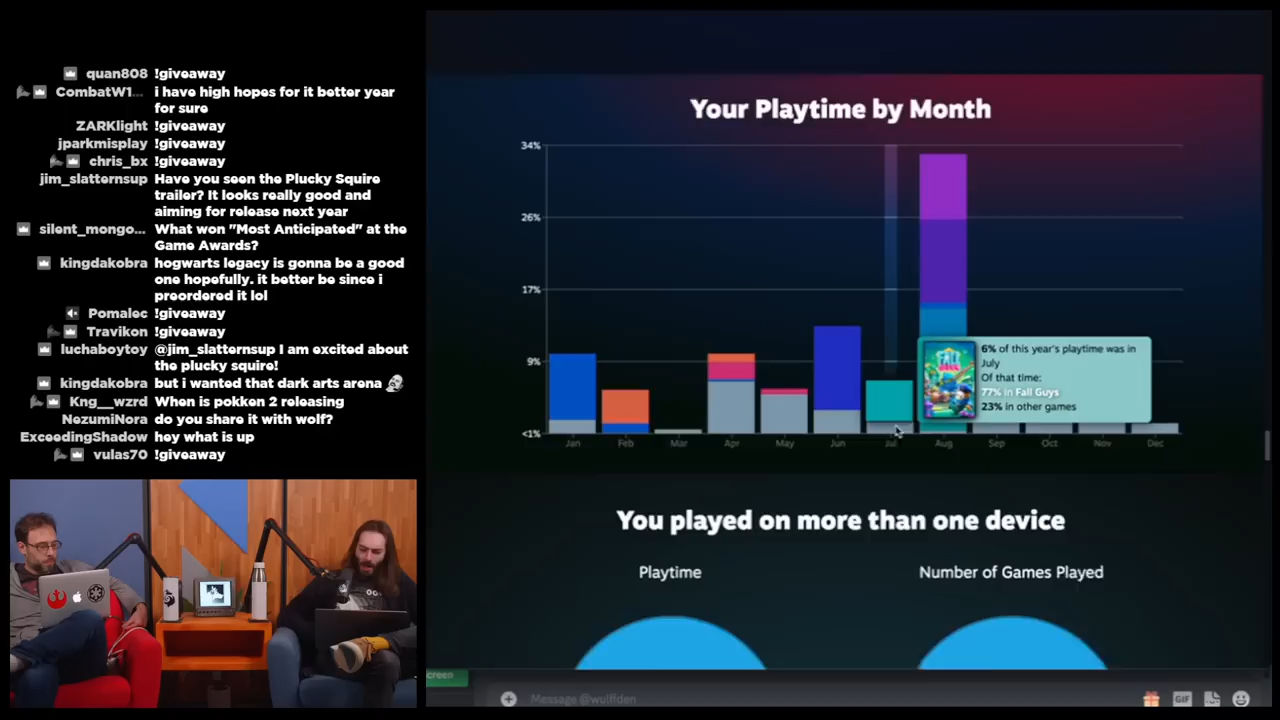 quan808 !giveaway
CombatW1... i have high hopes for it better year
for sure
ZARKlight !giveaway
jparkmisplay !giveaway
chris_bx !giveaway
jim_slatternsup Have you seen the Plucky Squire
trailer? It looks really good and
aiming for release next year
silent_mongo... What won "Most Anticipated" at the
Game Awards?
kingdakobra hogwarts legacy is gonna be a good
one hopefully. it better be since i
preordered it lol
Pomalec !giveaway
Travikon !giveaway
luchaboytoy @jim_slatternsup I am excited about
the plucky squire!
kingdakobra but i wanted that dark arts arena
Kng__wzrd When is pokken 2 releasing
NezumiNora do you share it with wolf?
ExceedingShadow hey what is up
vulas70 !giveaway
Your Playtime by Month
34%
26%
17%
9%
<1%
Jan Feb Mar Apr May Jun Jul Aug Sep Oct Nov Dec
6% of this year's playtime was in
July
Of that time:
77% in Fall Guys
23% in other games
You played on more than one device
Playtime Number of Games Played
creen
Message @wulffden
GIF